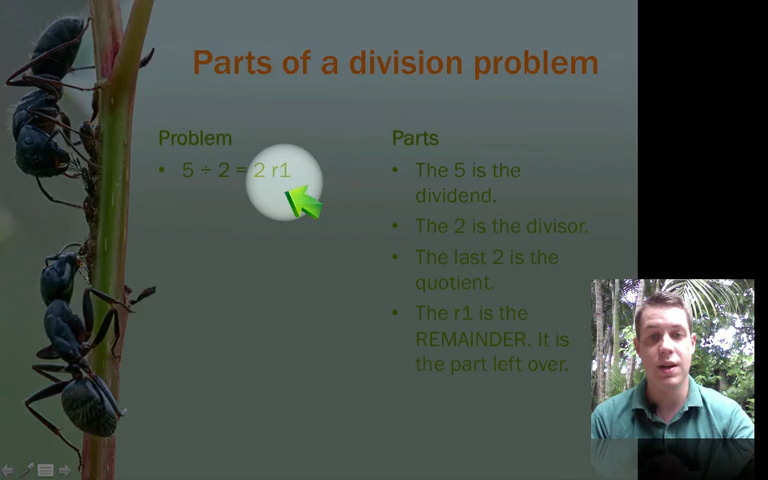 Parts of a division problem
Problem
• 5 ÷ 2 = 2 r1
Parts
• The 5 is the
dividend.
• The 2 is the divisor.
• The last 2 is the
quotient.
• The r1 is the
REMAINDER. It is
the part left over.